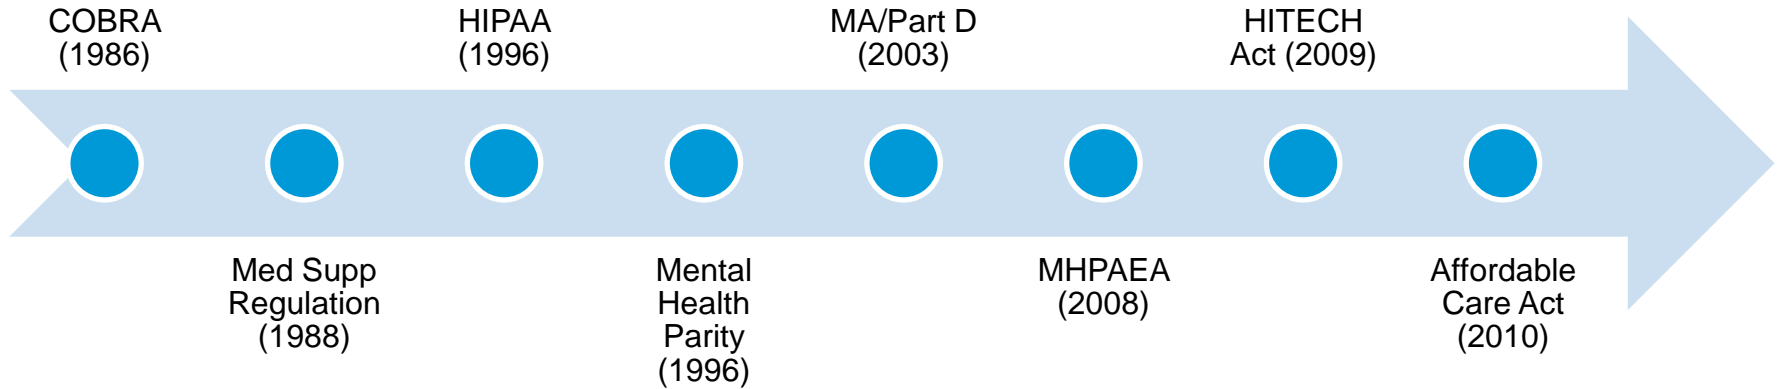 COBRA
(1986)
Med Supp
Regulation
(1988)
HIPAA
(1996)
Mental
Health
Parity
(1996)
MA/Part D
(2003)
MHPAEA
(2008)
HITECH
Act (2009)
Affordable
Care Act
(2010)